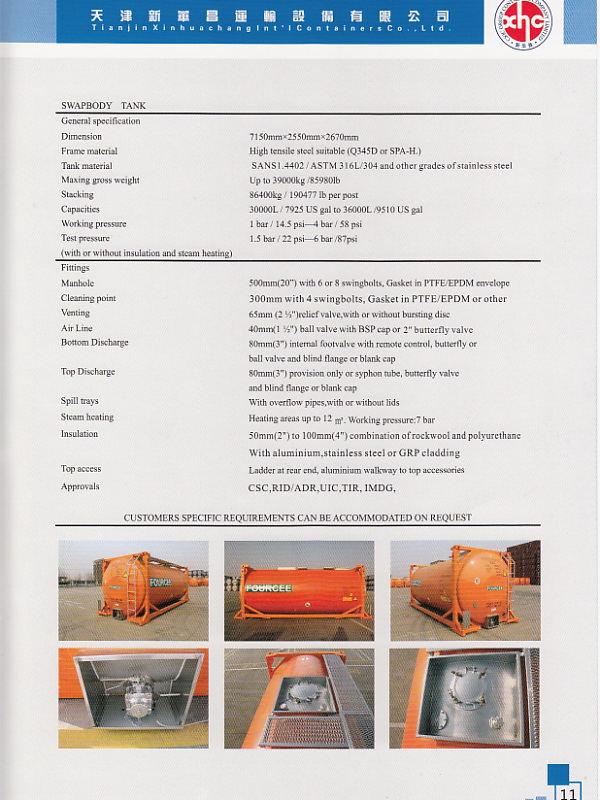 天津新華昌運輸設備有限公司
TianjinXinhuachangInt'lContainersCo.,Ltd.
xhc
SWAPBODY TANK
General specification
Dimension 7150mm×2550mm×2670mm
Frame material High tensile steel suitable (Q345D or SPA-H.)
Tank material SANS1.4402 / ASTM 316L/304 and other grades of stainless steel
Maxing gross weight Up to 39000kg /85980lb
Stacking 86400kg / 190477 lb per post
Capacities 30000L / 7925 US gal to 36000L /9510 US gal
Working pressure 1 bar / 14.5 psi—4 bar / 58 psi
Test pressure 1.5 bar / 22 psi—6 bar /87psi
(with or without insulation and steam heating)
Fittings
Manhole 500mm(20") with 6 or 8 swingbolts, Gasket in PTFE/EPDM envelope
Cleaning point 300mm with 4 swingbolts, Gasket in PTFE/EPDM or other
Venting 65mm (2 ½")relief valve,with or without bursting disc
Air Line 40mm(1 ½") ball valve with BSP cap or 2" butterfly valve
Bottom Discharge 80mm(3") internal footvalve with remote control, butterfly or
ball valve and blind flange or blank cap
Top Discharge 80mm(3") provision only or syphon tube, butterfly valve
and blind flange or blank cap
Spill trays With overflow pipes,with or without lids
Steam heating Heating areas up to 12 m². Working pressure:7 bar
Insulation 50mm(2") to 100mm(4") combination of rockwool and polyurethane
With aluminium,stainless steel or GRP cladding
Top access Ladder at rear end, aluminium walkway to top accessories
Approvals CSC,RID/ADR,UIC,TIR, IMDG,
CUSTOMERS SPECIFIC REQUIREMENTS CAN BE ACCOMMODATED ON REQUEST
FOURCEE
FOURCEE
FOURCEE
11